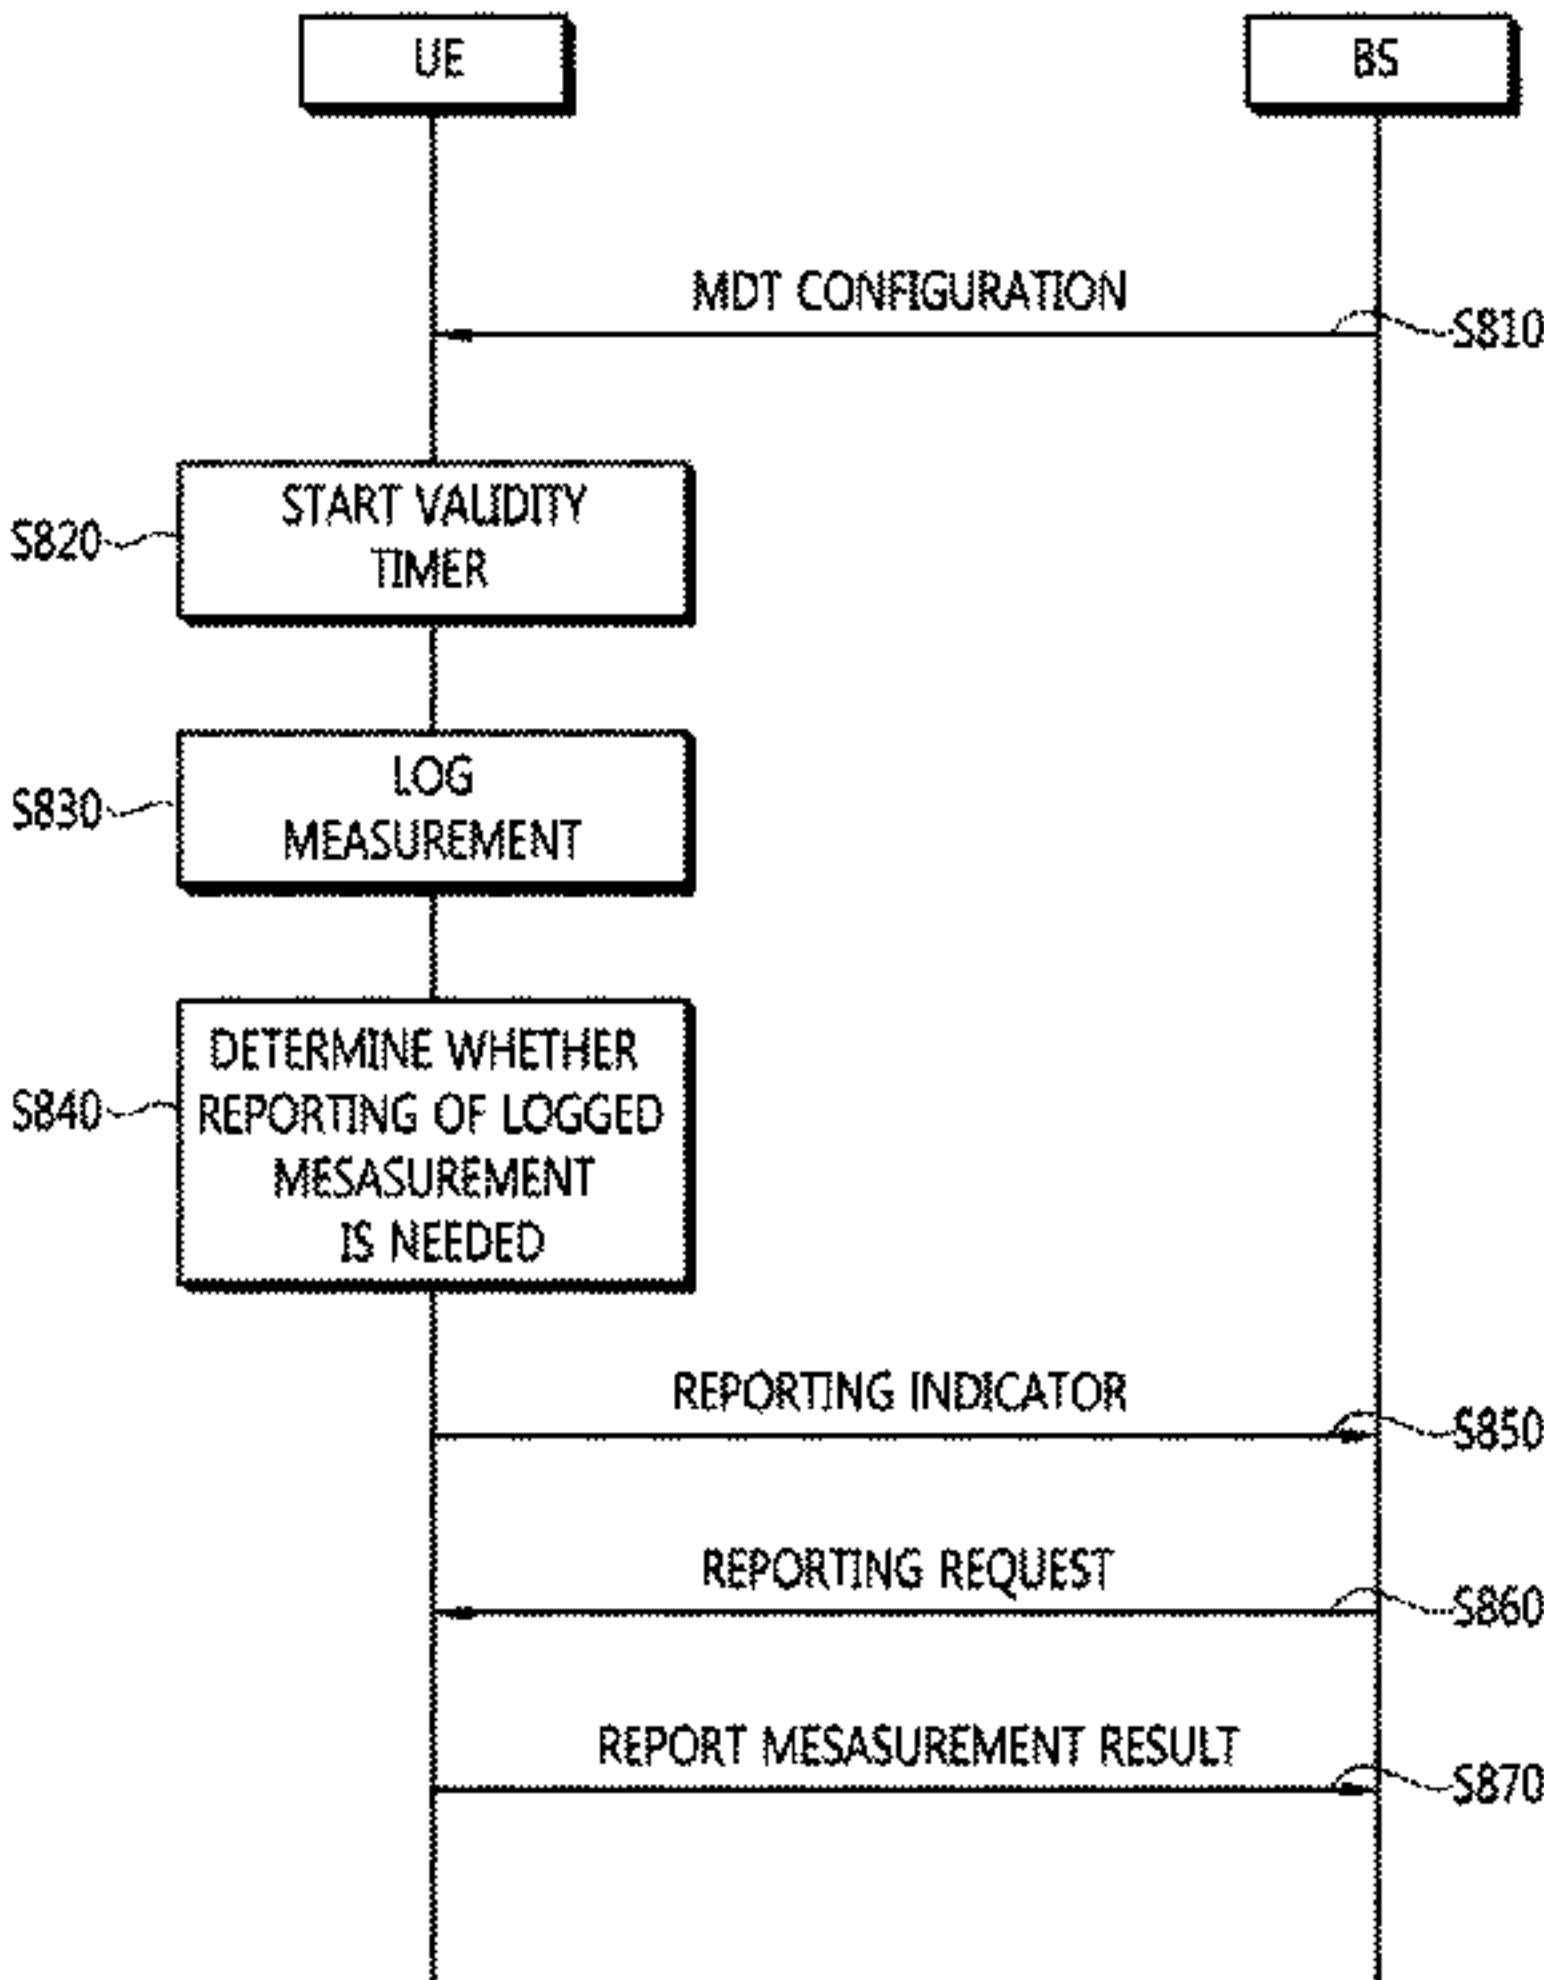 UE
BS
MDT CONFIGURATION
S810
START VALIDITY
TIMER
S820
LOG
MEASUREMENT
S830
DETERMINE WHETHER
REPORTING OF LOGGED
MESASUREMENT
IS NEEDED
S840
REPORTING INDICATOR
S850
REPORTING REQUEST
S860
REPORT MESASUREMENT RESULT
S870